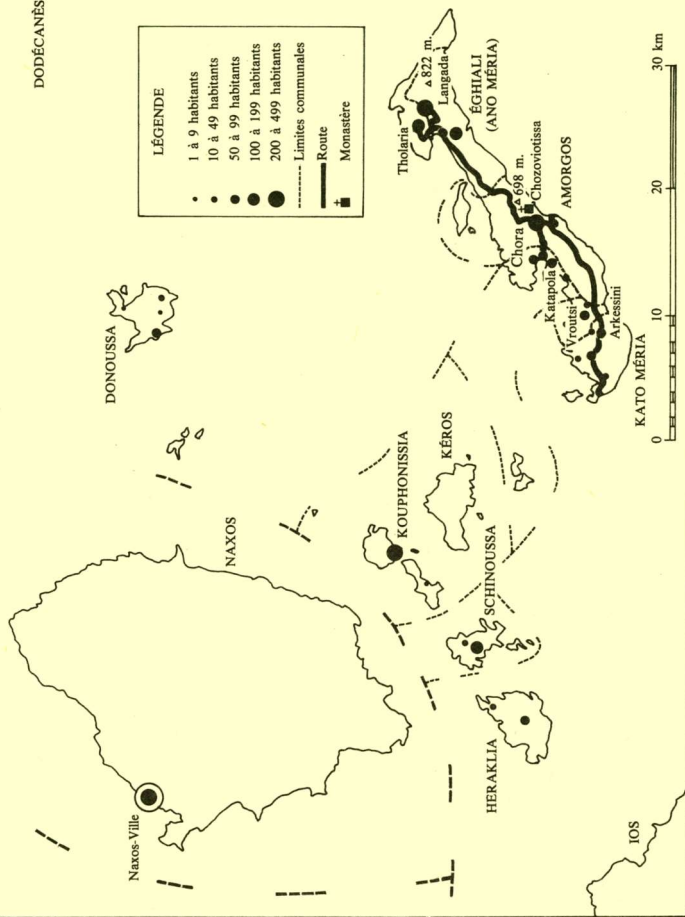 DODÉCANÈS
LÉGENDE
1 à 9 habitants
10 à 49 habitants
50 à 99 habitants
100 à 199 habitants
200 à 499 habitants
Limites communales
Route
Monastère
DONOUSSA
NAXOS
Naxos-Ville
KOUPHONISSIA
KÉROS
SCHINOUSSA
HERAKLIA
IOS
822 m.
Langada
Tholaria
ÉGHIALI
(ANO MÉRIA)
698 m.
Chozoviotissa
Chora
AMORGOS
Katapola
Vroutsi
Arkessini
KATO MÉRIA
0 10 20 30 km